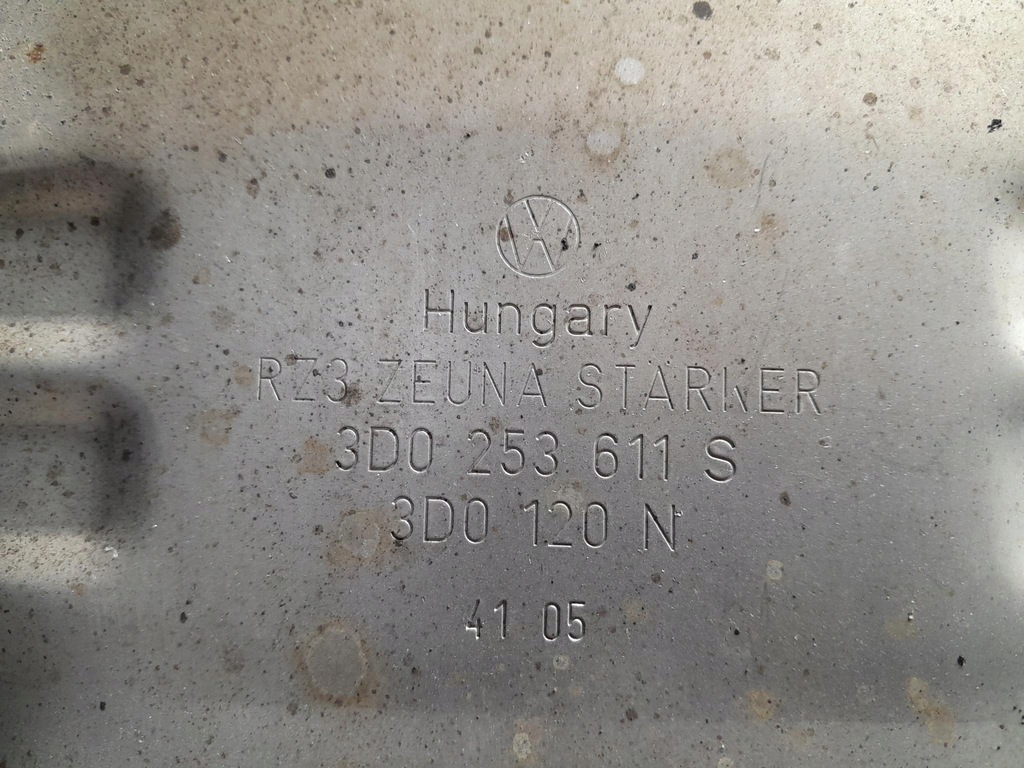 Hungary
RZ3 ZEUNA STARKER
3D0 253 611 S
3D0 120 N
41 05